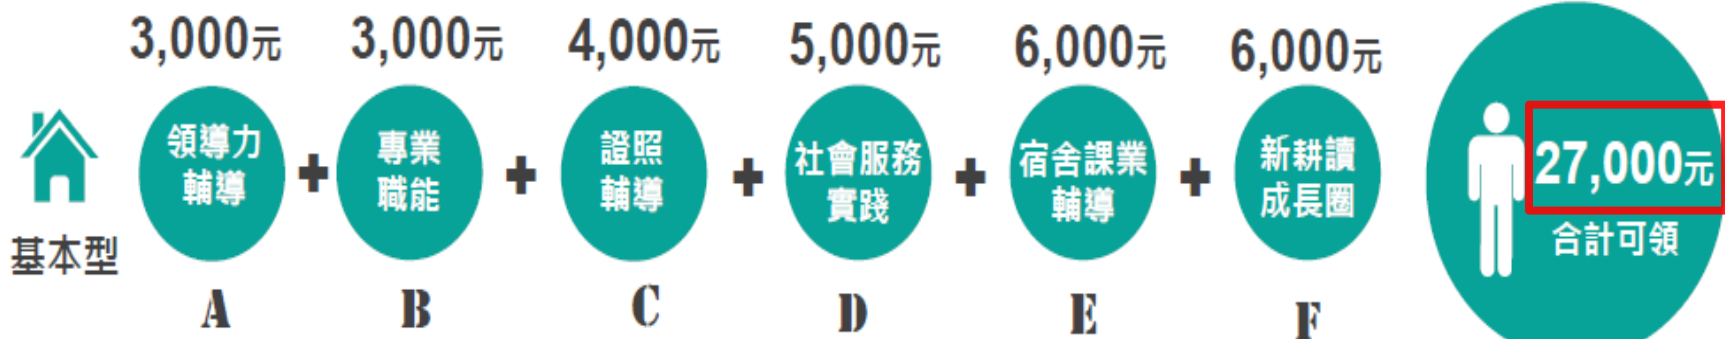 3,000元
3,000元
4,000元
5,000元
6,000元
6,000元
基本型
領導力
輔導
+
專業
職能
+
證照
輔導
+
社會服務
實踐
+
宿舍課業
輔導
+
新耕讀
成長圈
27,000元
合計可領
A
B
C
D
E
F